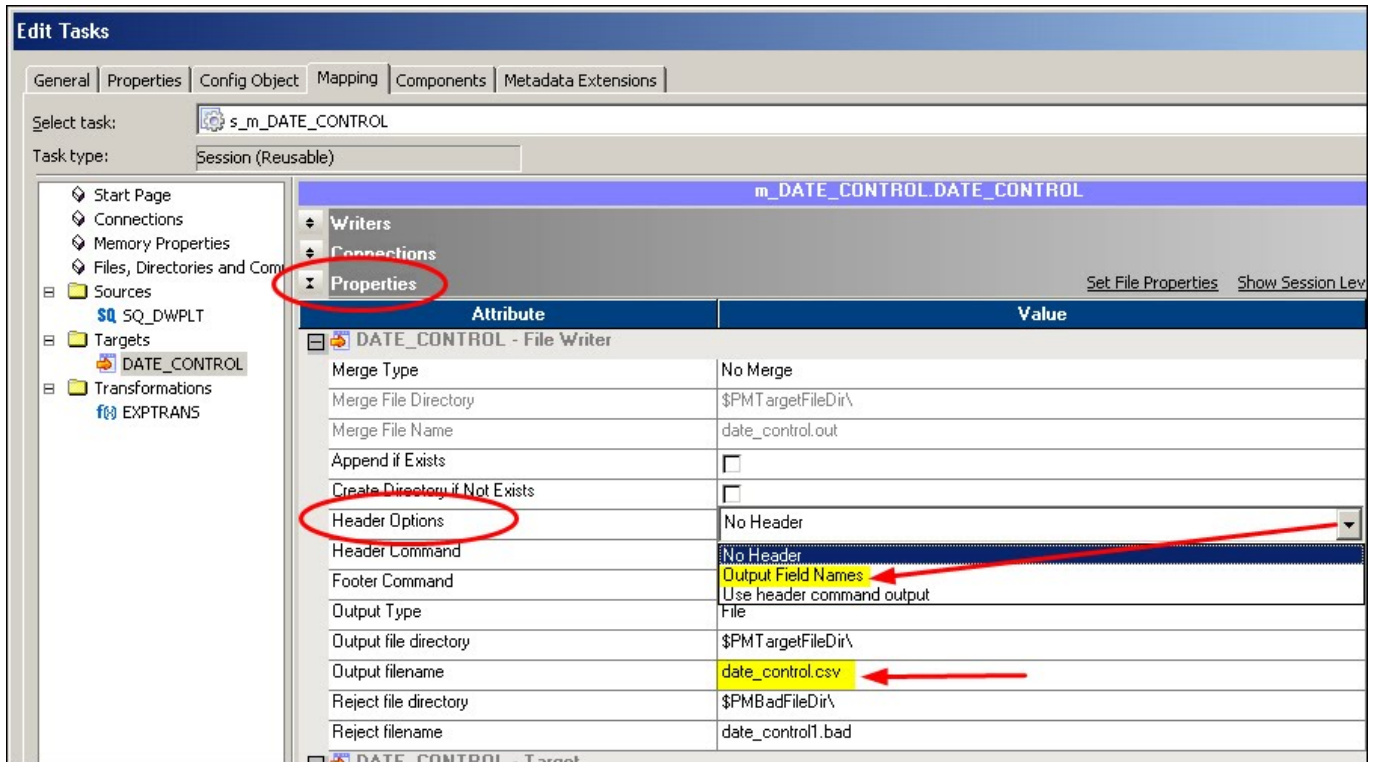 Edit Tasks
General Properties Config Object Mapping Components Metadata Extensions
Select task: s_m_DATE_CONTROL
Task type: Session (Reusable)
Start Page
Connections
Memory Properties
Files, Directories and Com
Sources
SQ SQ_DWPLT
Targets
DATE_CONTROL
Transformations
f(x) EXPTRANS
m_DATE_CONTROL.DATE_CONTROL
Writers
Connections
Properties Set File Properties Show Session Lev
Attribute Value
DATE_CONTROL - File Writer
Merge Type No Merge
Merge File Directory $PMTargetFileDir\
Merge File Name date_control.out
Append if Exists
Create Directory if Not Exists
Header Options No Header
Header Command No Header
Output Field Names
Footer Command Use header command output
Output Type File
Output file directory $PMTargetFileDir\
Output filename date_control.csv
Reject file directory $PMBadFileDir\
Reject filename date_control1.bad
DATE_CONTROL - Target